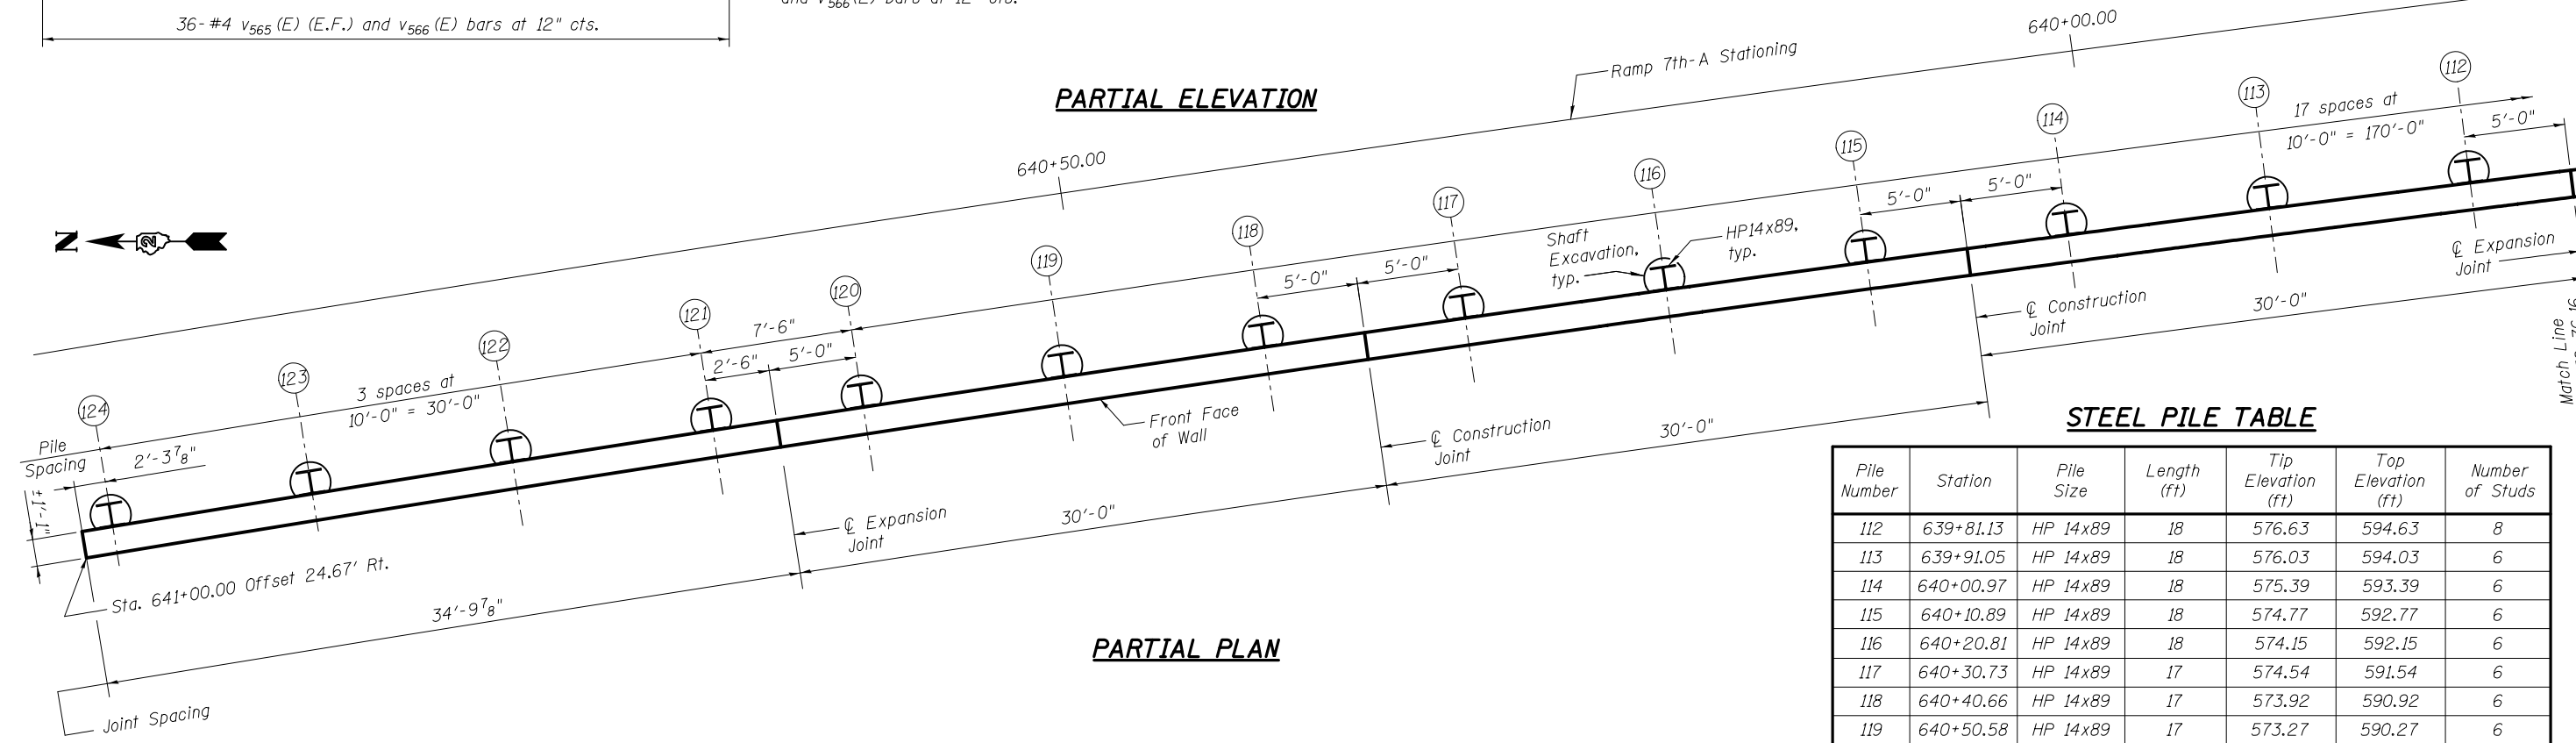 36-#4 v565(E) (E.F.) and v566(E) bars at 12" cts.
PARTIAL ELEVATION
Ramp 7th-A Stationing
640+00.00
640+50.00
N
124
123
122
121
120
119
118
117
116
115
114
113
112
17 spaces at
10'-0" = 170'-0"
5'-0"
5'-0"
5'-0"
5'-0"
5'-0"
7'-6"
2'-6"
5'-0"
3 spaces at
10'-0" = 30'-0"
Pile
Spacing
2'-3⅞"
1'-1"
Shaft
Excavation,
typ.
HP14x89,
typ.
Front Face
of Wall
℄ Expansion
Joint
℄ Construction
Joint
℄ Construction
Joint
℄ Expansion
Joint
30'-0"
30'-0"
30'-0"
34'-9⅞"
Match Line
Sta. 641+00.00 Offset 24.67' Rt.
Joint Spacing
PARTIAL PLAN
STEEL PILE TABLE
Pile Number Station Pile Size Length (ft) Tip Elevation (ft) Top Elevation (ft) Number of Studs
112 639+81.13 HP 14x89 18 576.63 594.63 8
113 639+91.05 HP 14x89 18 576.03 594.03 6
114 640+00.97 HP 14x89 18 575.39 593.39 6
115 640+10.89 HP 14x89 18 574.77 592.77 6
116 640+20.81 HP 14x89 18 574.15 592.15 6
117 640+30.73 HP 14x89 17 574.54 591.54 6
118 640+40.66 HP 14x89 17 573.92 590.92 6
119 640+50.58 HP 14x89 17 573.27 590.27 6